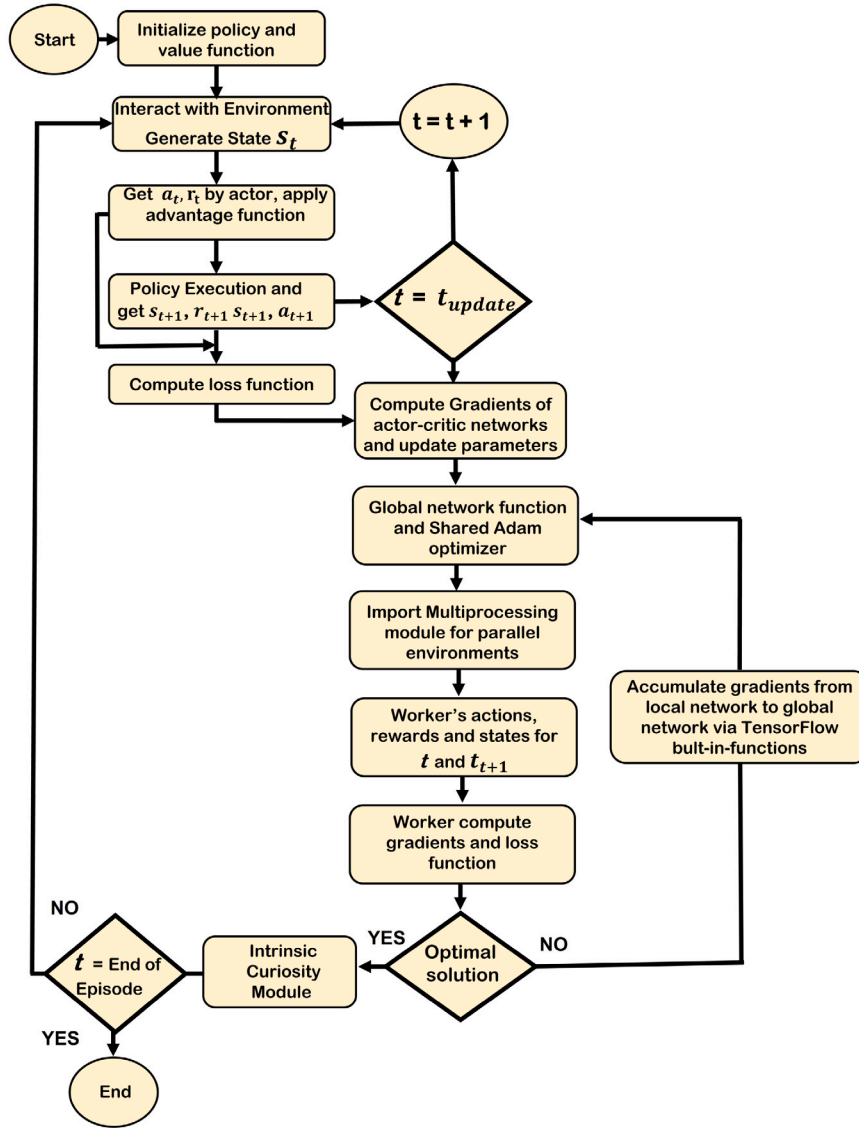 Start
Initialize policy and
value function
Interact with Environment
Generate State s_t
t = t + 1
Get a_t, r_t by actor, apply
advantage function
Policy Execution and
get s_{t+1}, r_{t+1} s_{t+1}, a_{t+1}
t = t_{update}
Compute loss function
Compute Gradients of
actor-critic networks
and update parameters
Global network function
and Shared Adam
optimizer
Import Multiprocessing
module for parallel
environments
Accumulate gradients from
local network to global
network via TensorFlow
bult-in-functions
Worker's actions,
rewards and states for
t and t_{t+1}
Worker compute
gradients and loss
function
Optimal
solution
YES
NO
Intrinsic
Curiosity
Module
t = End of
Episode
NO
YES
End